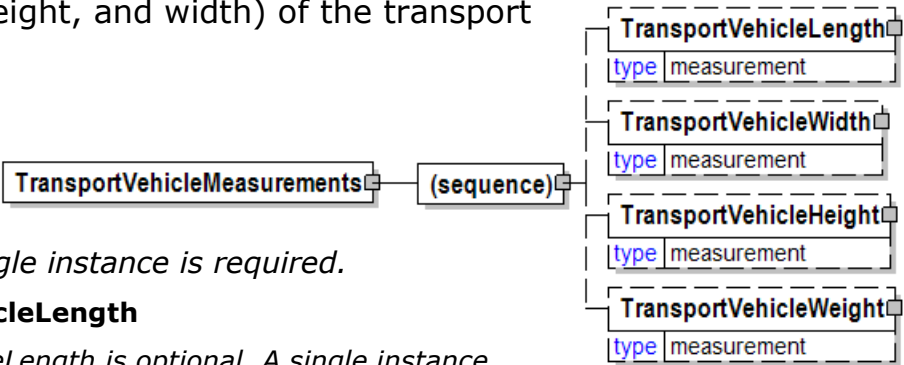 eight, and width) of the transport
TransportVehicleLength
type measurement
TransportVehicleWidth
type measurement
TransportVehicleMeasurements
(sequence)
TransportVehicleHeight
type measurement
gle instance is required.
TransportVehicleWeight
type measurement
cleLength
eLength is optional. A single instance